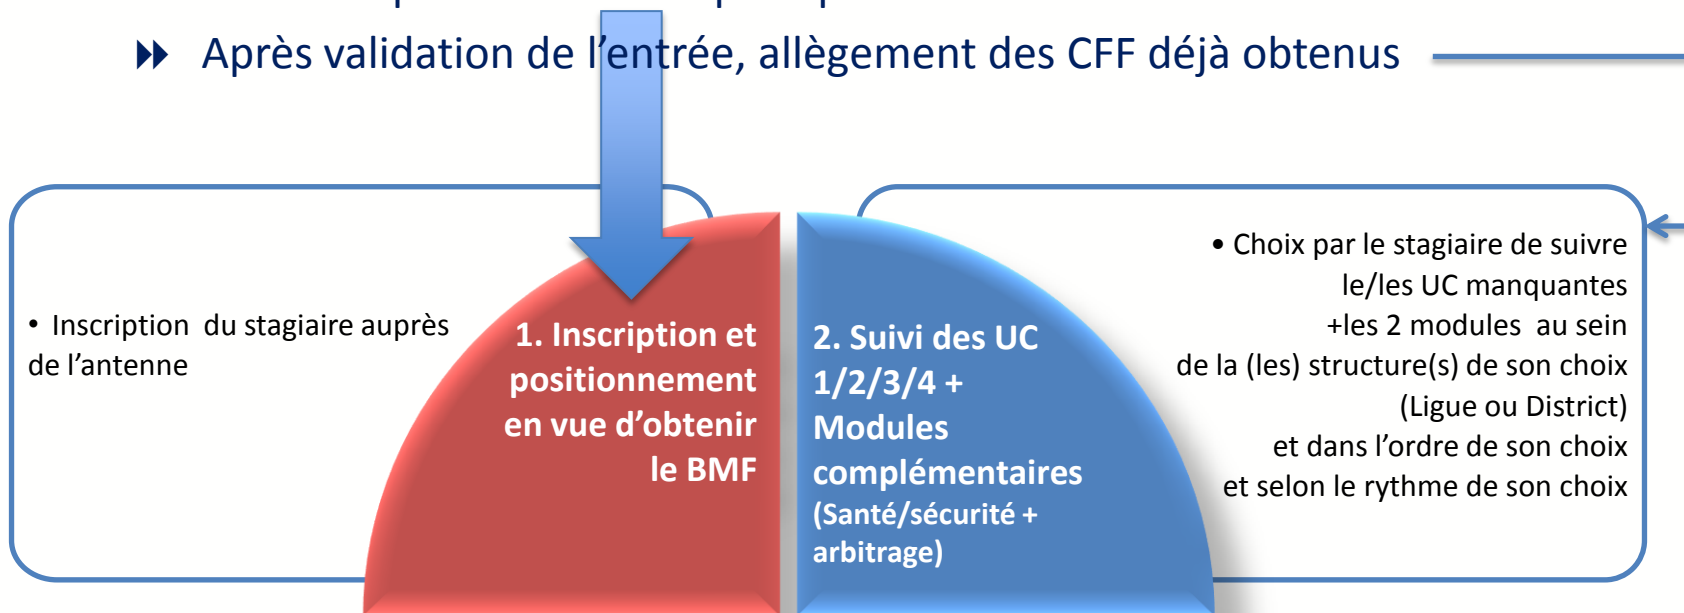 Après validation de l’entrée, allègement des CFF déjà obtenus
• Inscription du stagiaire auprès
de l’antenne
1. Inscription et
positionnement
en vue d’obtenir
le BMF
2. Suivi des UC
1/2/3/4 +
Modules
complémentaires
(Santé/sécurité +
arbitrage)
• Choix par le stagiaire de suivre
le/les UC manquantes
+les 2 modules au sein
de la (les) structure(s) de son choix
(Ligue ou District)
et dans l’ordre de son choix
et selon le rythme de son choix